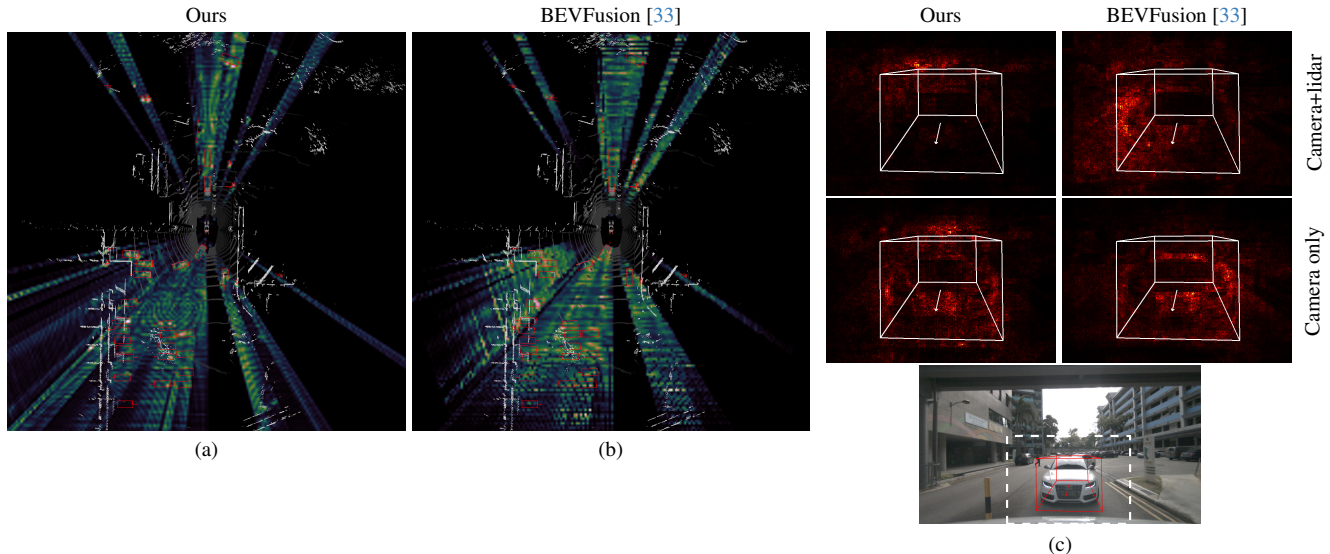 Ours
BEVFusion [33]
Ours
BEVFusion [33]
Camera+lidar
Camera only
(a)
(b)
(c)